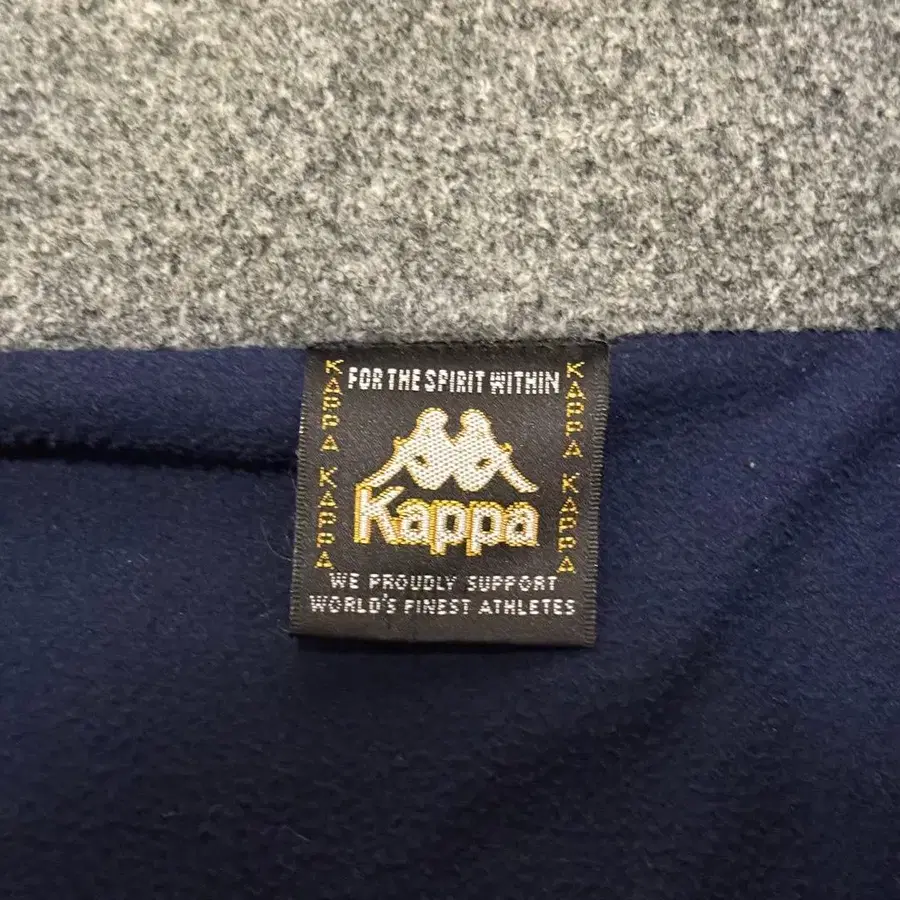 FOR THE SPIRIT WITHIN
KAPPA KAPPA
KAPPA KAPPA
Kappa
WE PROUDLY SUPPORT
WORLD'S FINEST ATHLETES